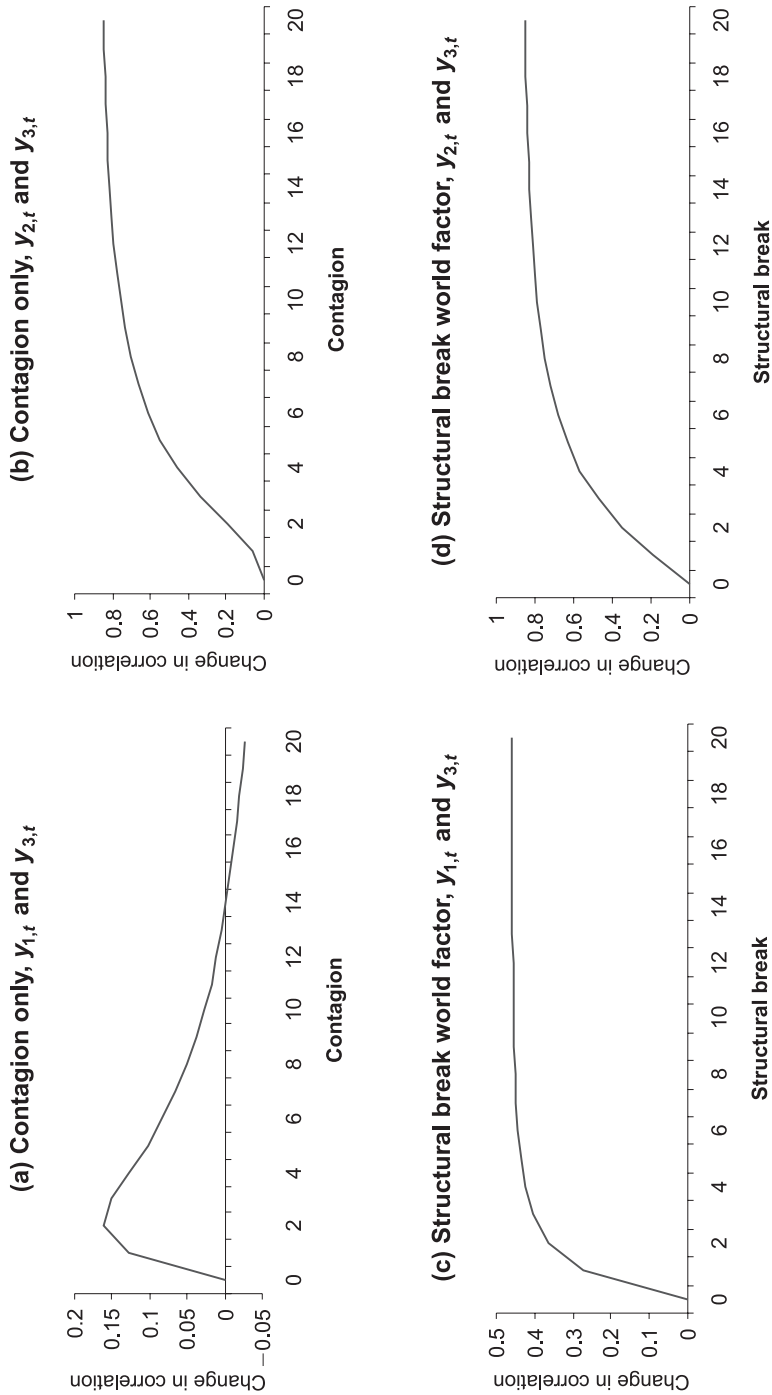 (a) Contagion only, y1,t and y3,t
Change in correlation
0.2
0.15
0.1
0.05
0
−0.05
0 2 4 6 8 10 12 14 16 18 20
Contagion
(b) Contagion only, y2,t and y3,t
Change in correlation
1
0.8
0.6
0.4
0.2
0
0 2 4 6 8 10 12 14 16 18 20
Contagion
(c) Structural break world factor, y1,t and y3,t
Change in correlation
0.5
0.4
0.3
0.2
0.1
0
0 2 4 6 8 10 12 14 16 18 20
Structural break
(d) Structural break world factor, y2,t and y3,t
Change in correlation
1
0.8
0.6
0.4
0.2
0
0 2 4 6 8 10 12 14 16 18 20
Structural break